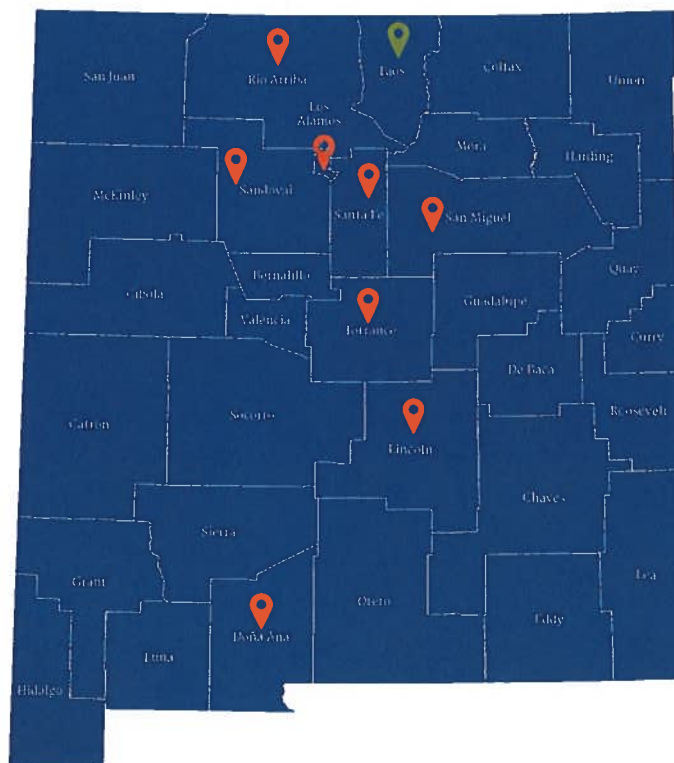 San Juan
Rio Arriba
Taos
Colfax
Union
Los
Alamos
Mora
Harding
McKinley
Sandoval
Santa Fe
San Miguel
Quay
Bernalillo
Cibola
Guadalupe
Valencia
Torrance
Curry
De Baca
Roosevelt
Catron
Socorro
Lincoln
Chaves
Sierra
Grant
Lea
Otero
Eddy
Doña Ana
Luna
Hidalgo